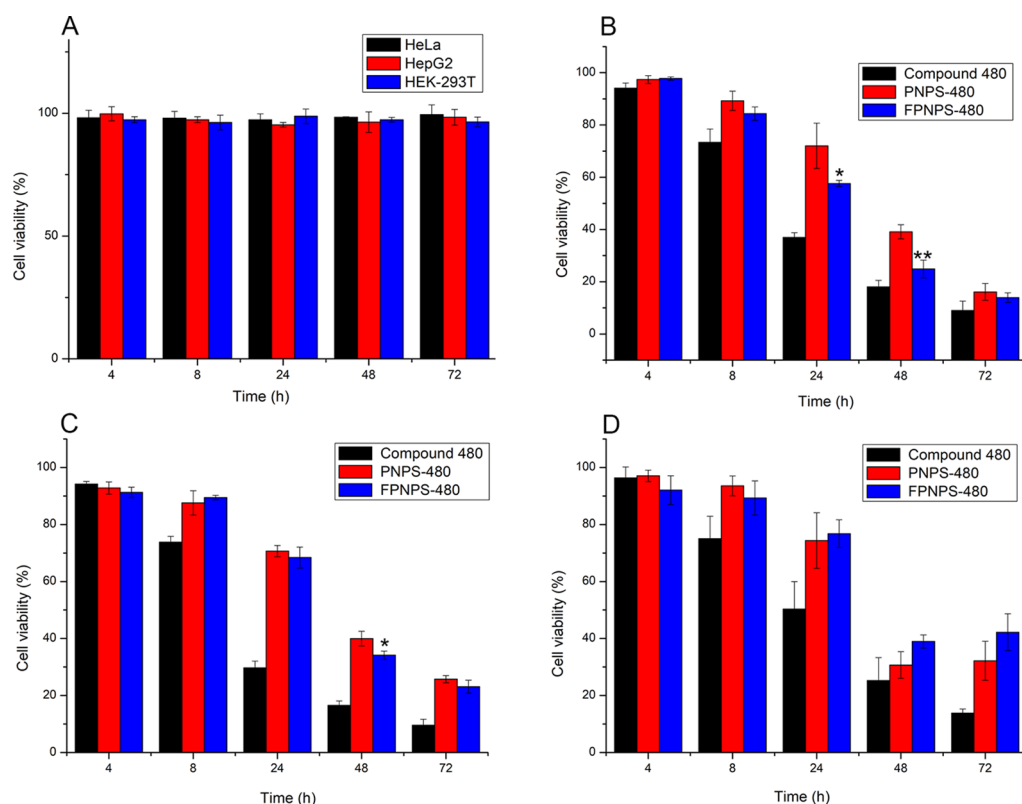 A
HeLa
HepG2
HEK-293T
Cell viability (%)
100
50
0
4 8 24 48 72
Time (h)
B
Compound 480
PNPS-480
FPNPS-480
Cell viability (%)
100
80
60
40
20
0
*
**
4 8 24 48 72
Time (h)
C
Compound 480
PNPS-480
FPNPS-480
Cell viability (%)
100
80
60
40
20
0
*
4 8 24 48 72
Time (h)
D
Compound 480
PNPS-480
FPNPS-480
Cell viability (%)
100
80
60
40
20
0
4 8 24 48 72
Time (h)